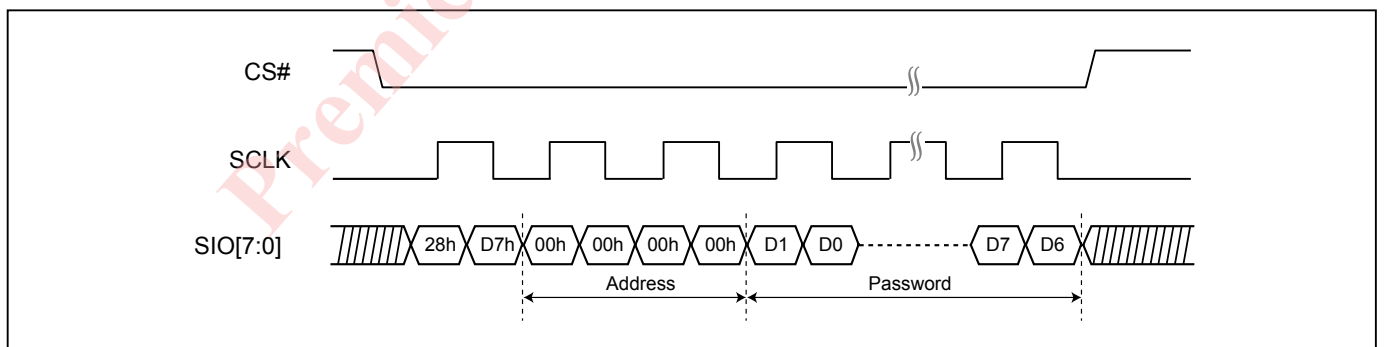 CS#
SCLK
SIO[7:0] 28h D7h 00h 00h 00h 00h D1 D0 D7 D6
Address Password